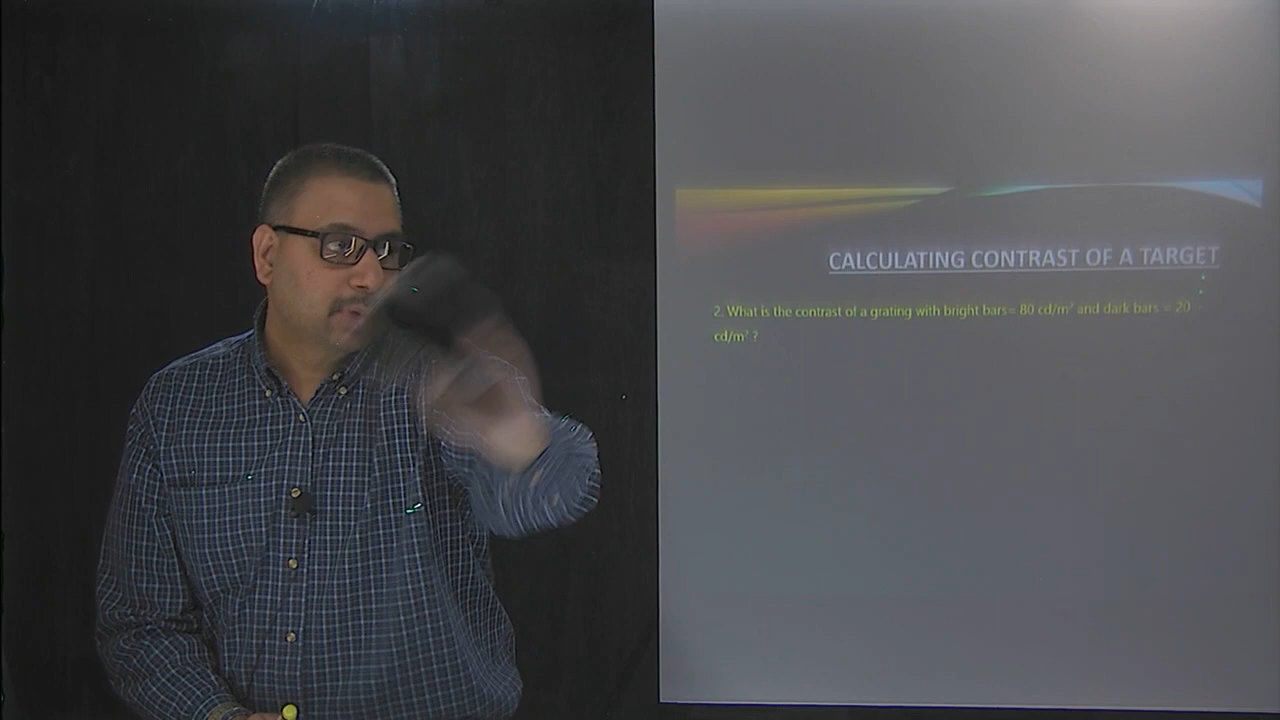 CALCULATING CONTRAST OF A TARGET
2. What is the contrast of a grating with bright bars= 80 cd/m² and dark bars = 20
cd/m² ?